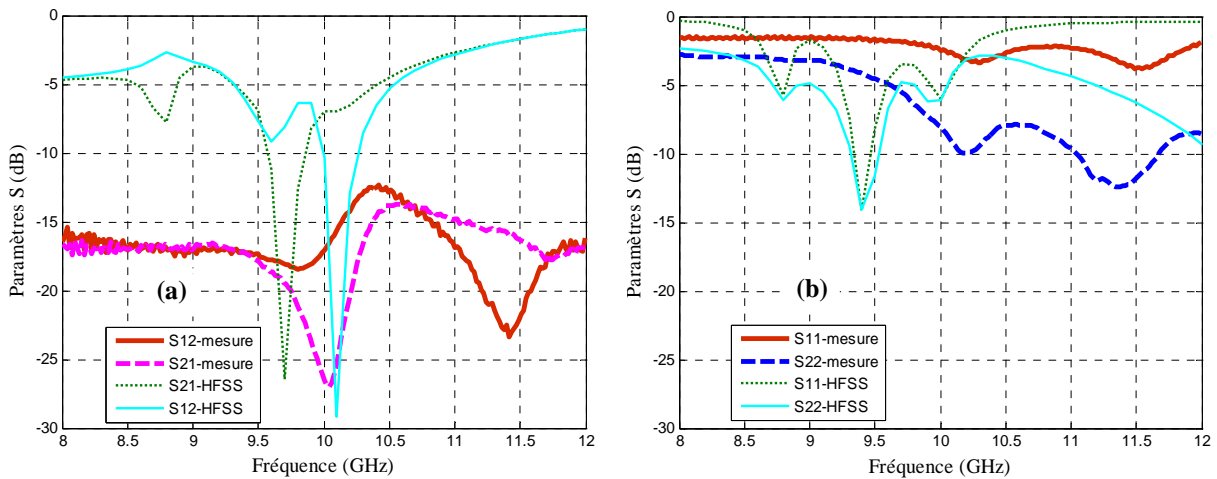 0
-5
-10
-15
-20
-25
-30
Paramètres S (dB)
(a)
S12-mesure
S21-mesure
S21-HFSS
S12-HFSS
8 8.5 9 9.5 10 10.5 11 11.5 12
Fréquence (GHz)
0
-5
-10
-15
-20
-25
-30
Paramètres S (dB)
(b)
S11-mesure
S22-mesure
S11-HFSS
S22-HFSS
8 8.5 9 9.5 10 10.5 11 11.5 12
Fréquence (GHz)